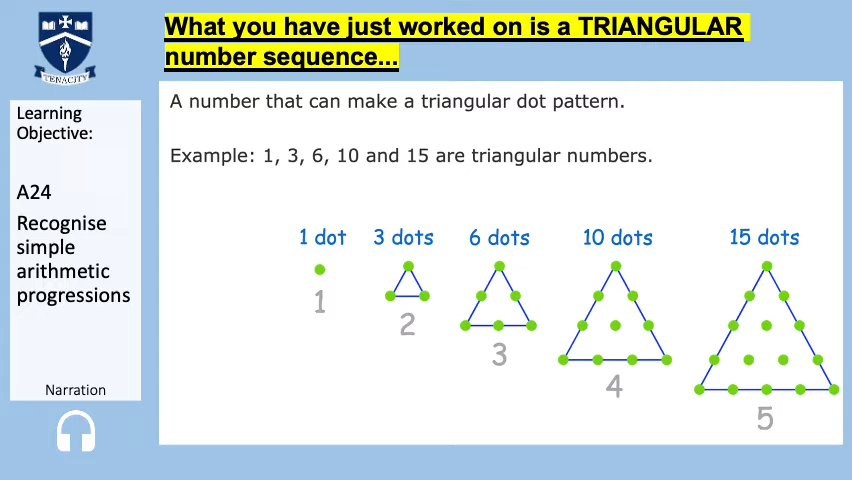 What you have just worked on is a TRIANGULAR
number sequence...
TENACITY
Learning
Objective:
A24
Recognise
simple
arithmetic
progressions
Narration
A number that can make a triangular dot pattern.
Example: 1, 3, 6, 10 and 15 are triangular numbers.
1 dot 3 dots 6 dots 10 dots 15 dots
1
2
3
4
5